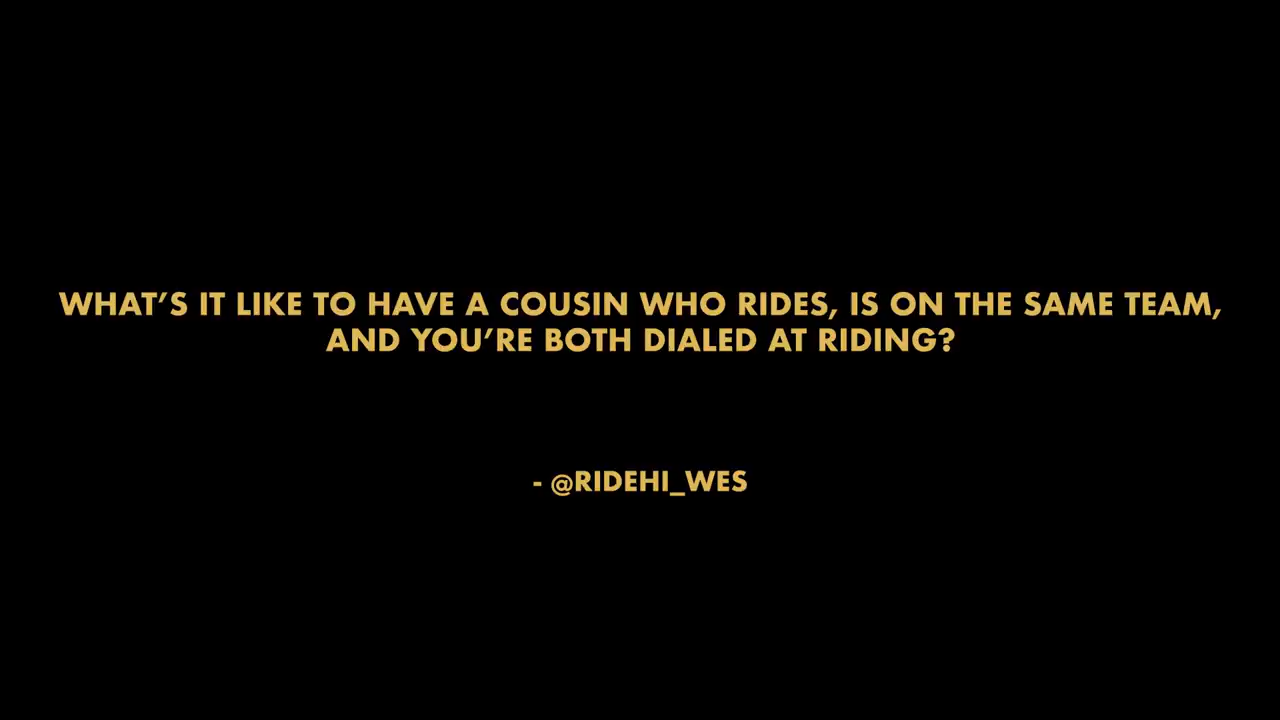 WHAT’S IT LIKE TO HAVE A COUSIN WHO RIDES, IS ON THE SAME TEAM,
AND YOU’RE BOTH DIALED AT RIDING?
- @RIDEHI_WES